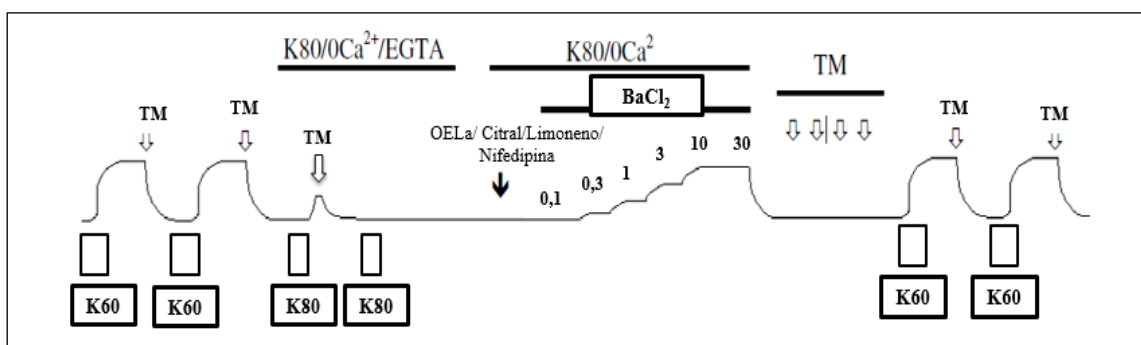 K80/0Ca²⁺/EGTA
K80/0Ca²
BaCl₂
TM
TM
TM
TM
OELa/ Citral/Limoneno/
Nifedipina
0,1
0,3
1
3
10
30
TM
TM
TM
K60
K60
K80
K80
K60
K60